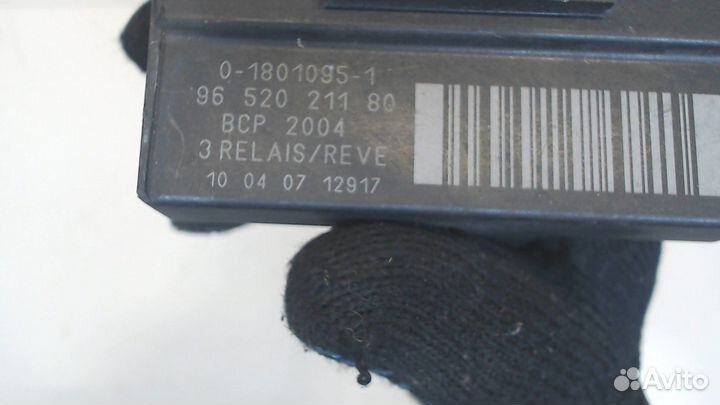 0-1801095-1
96 520 211 80
BCP 2004
3 RELAIS/REVE
10 04 07 12917
Avito